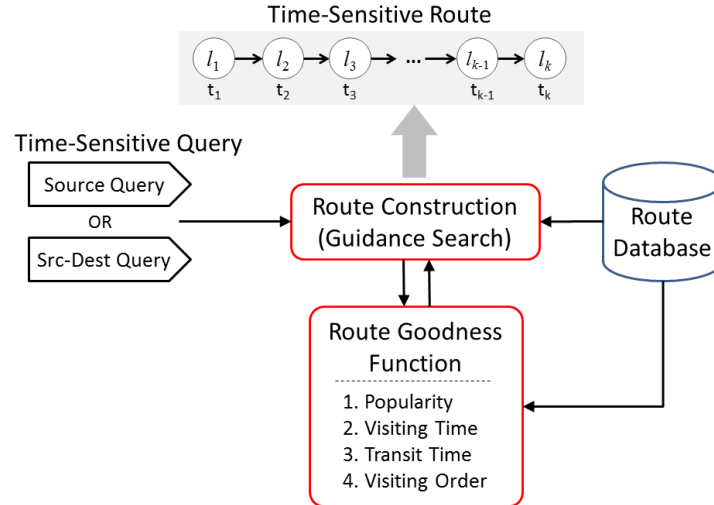 Time-Sensitive Route
l1 l2 l3 ... lk-1 lk
t1 t2 t3 tk-1 tk
Time-Sensitive Query
Source Query
OR
Src-Dest Query
Route Construction
(Guidance Search)
Route
Database
Route Goodness
Function
1. Popularity
2. Visiting Time
3. Transit Time
4. Visiting Order